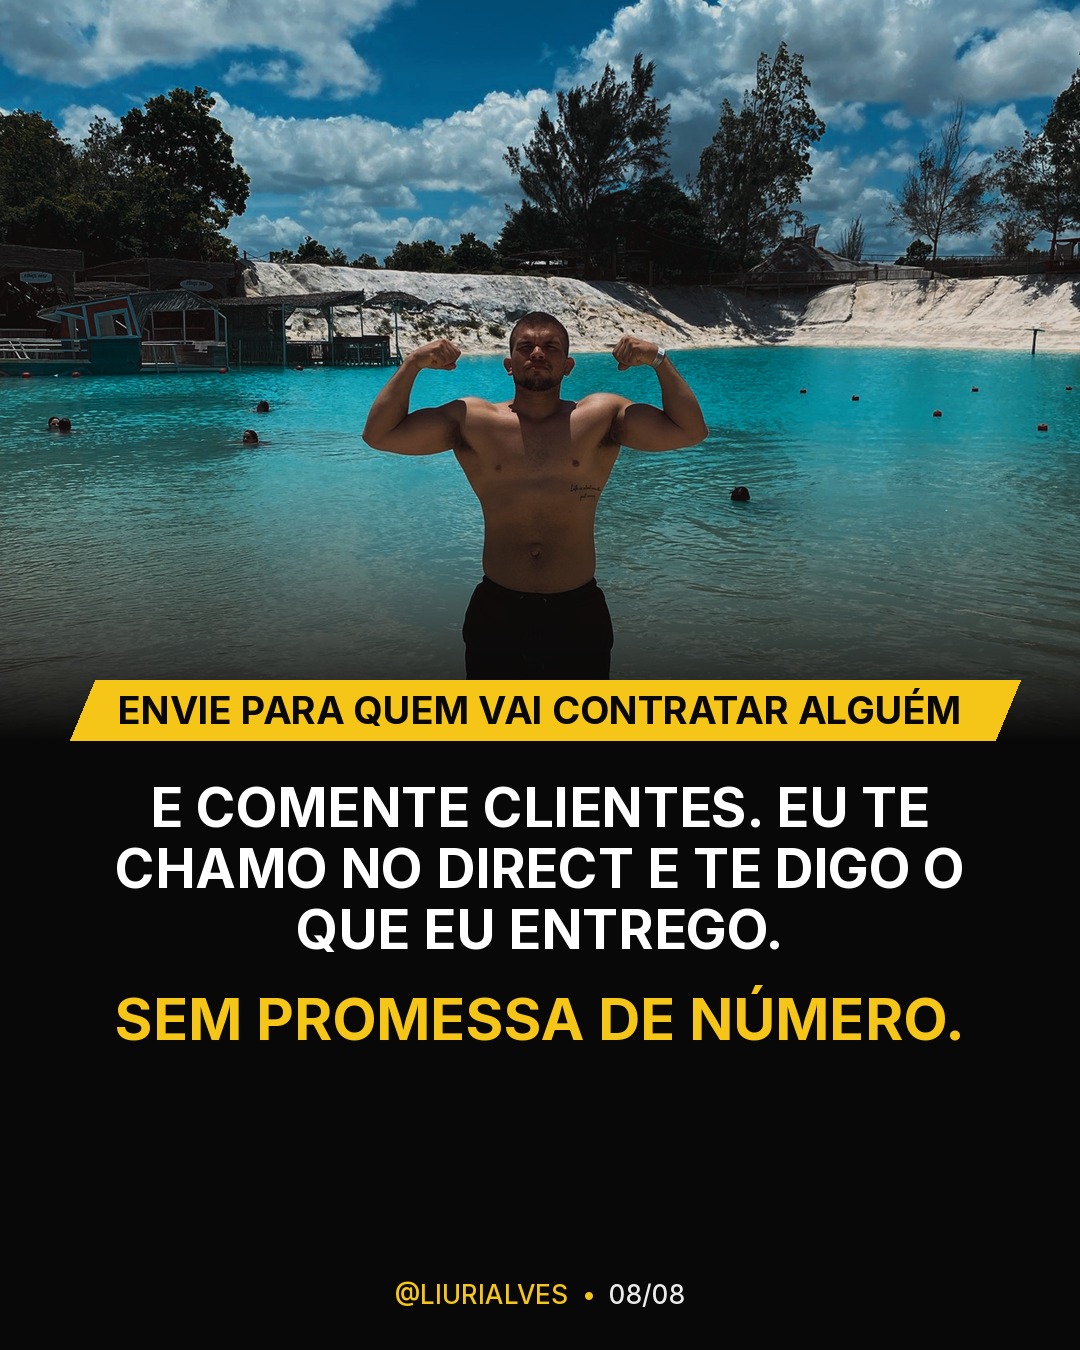 ENVIE PARA QUEM VAI CONTRATAR ALGUÉM
E COMENTE CLIENTES. EU TE
CHAMO NO DIRECT E TE DIGO O
QUE EU ENTREGO.
SEM PROMESSA DE NÚMERO.
@LIURIALVES • 08/08